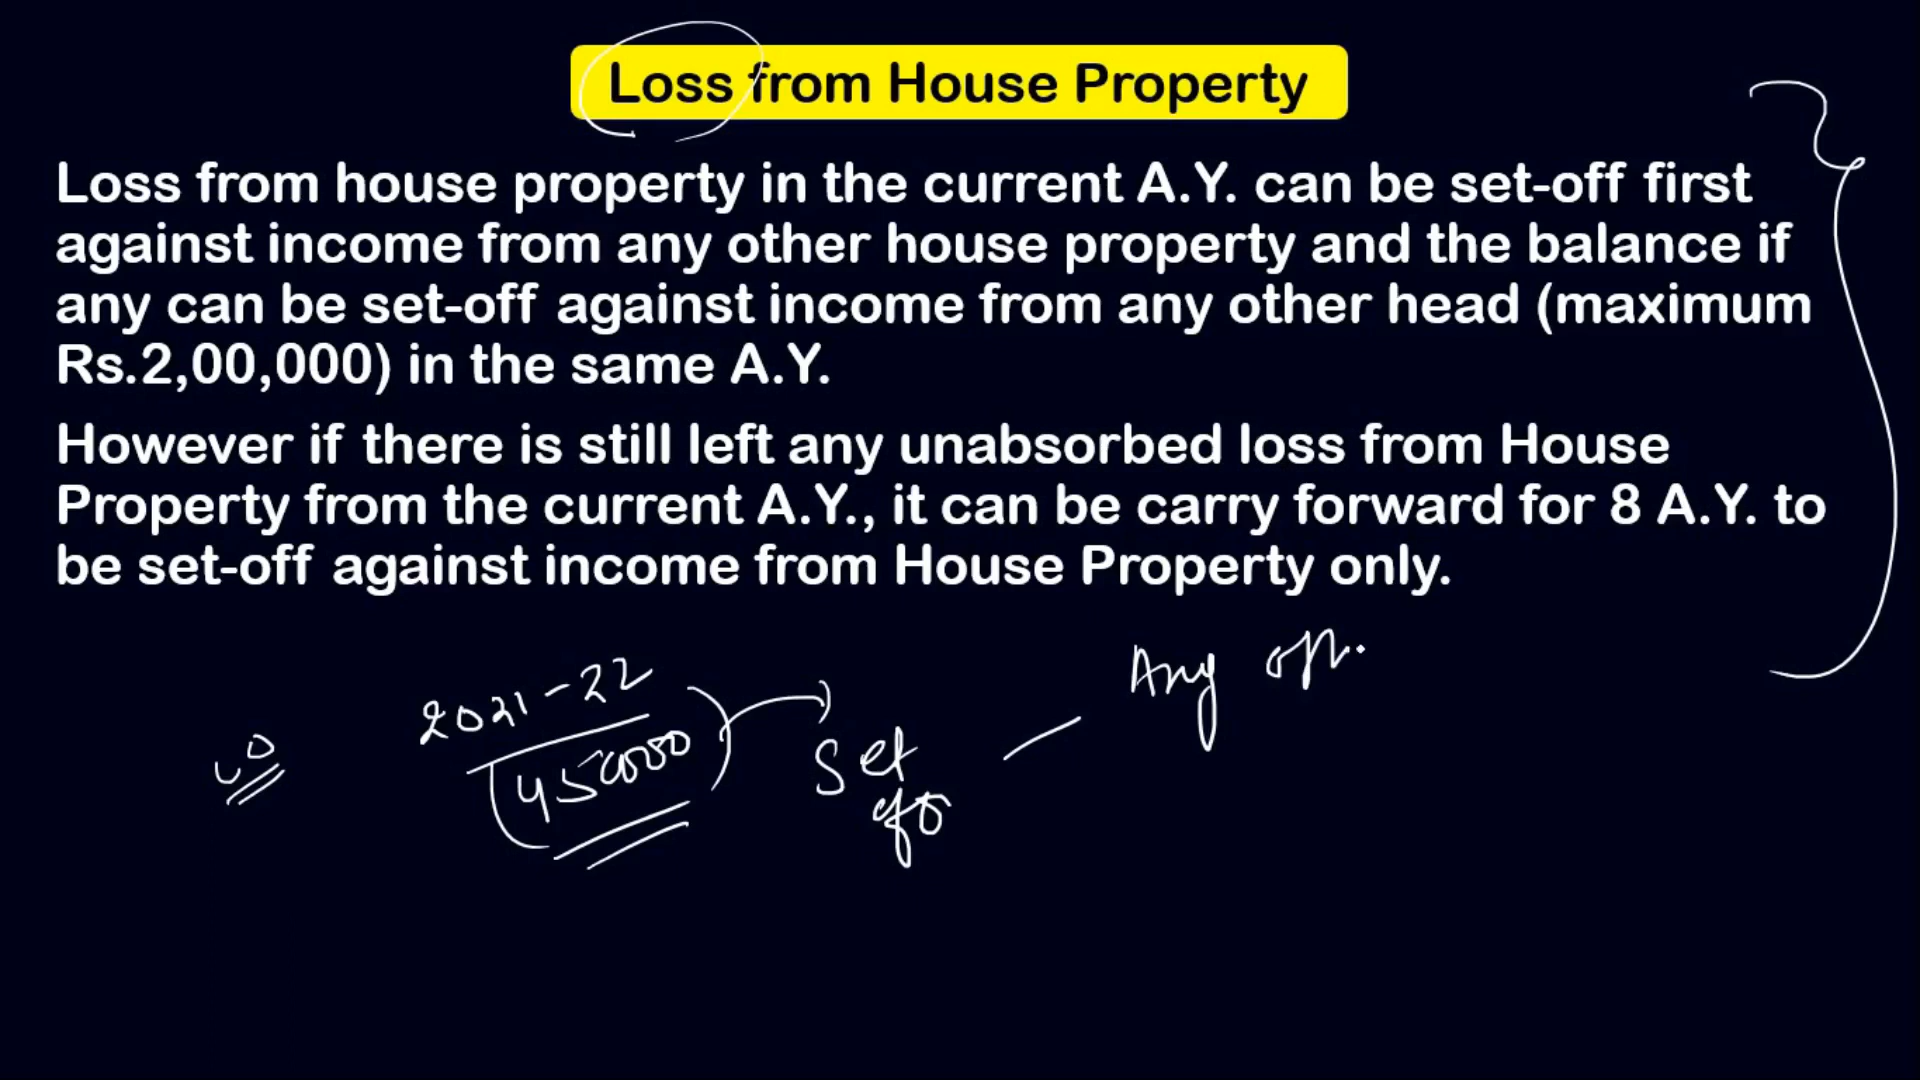 Loss from House Property
Loss from house property in the current A.Y. can be set-off first
against income from any other house property and the balance if
any can be set-off against income from any other head (maximum
Rs.2,00,000) in the same A.Y.
However if there is still left any unabsorbed loss from House
Property from the current A.Y., it can be carry forward for 8 A.Y. to
be set-off against income from House Property only.
Any
2021-22
Set